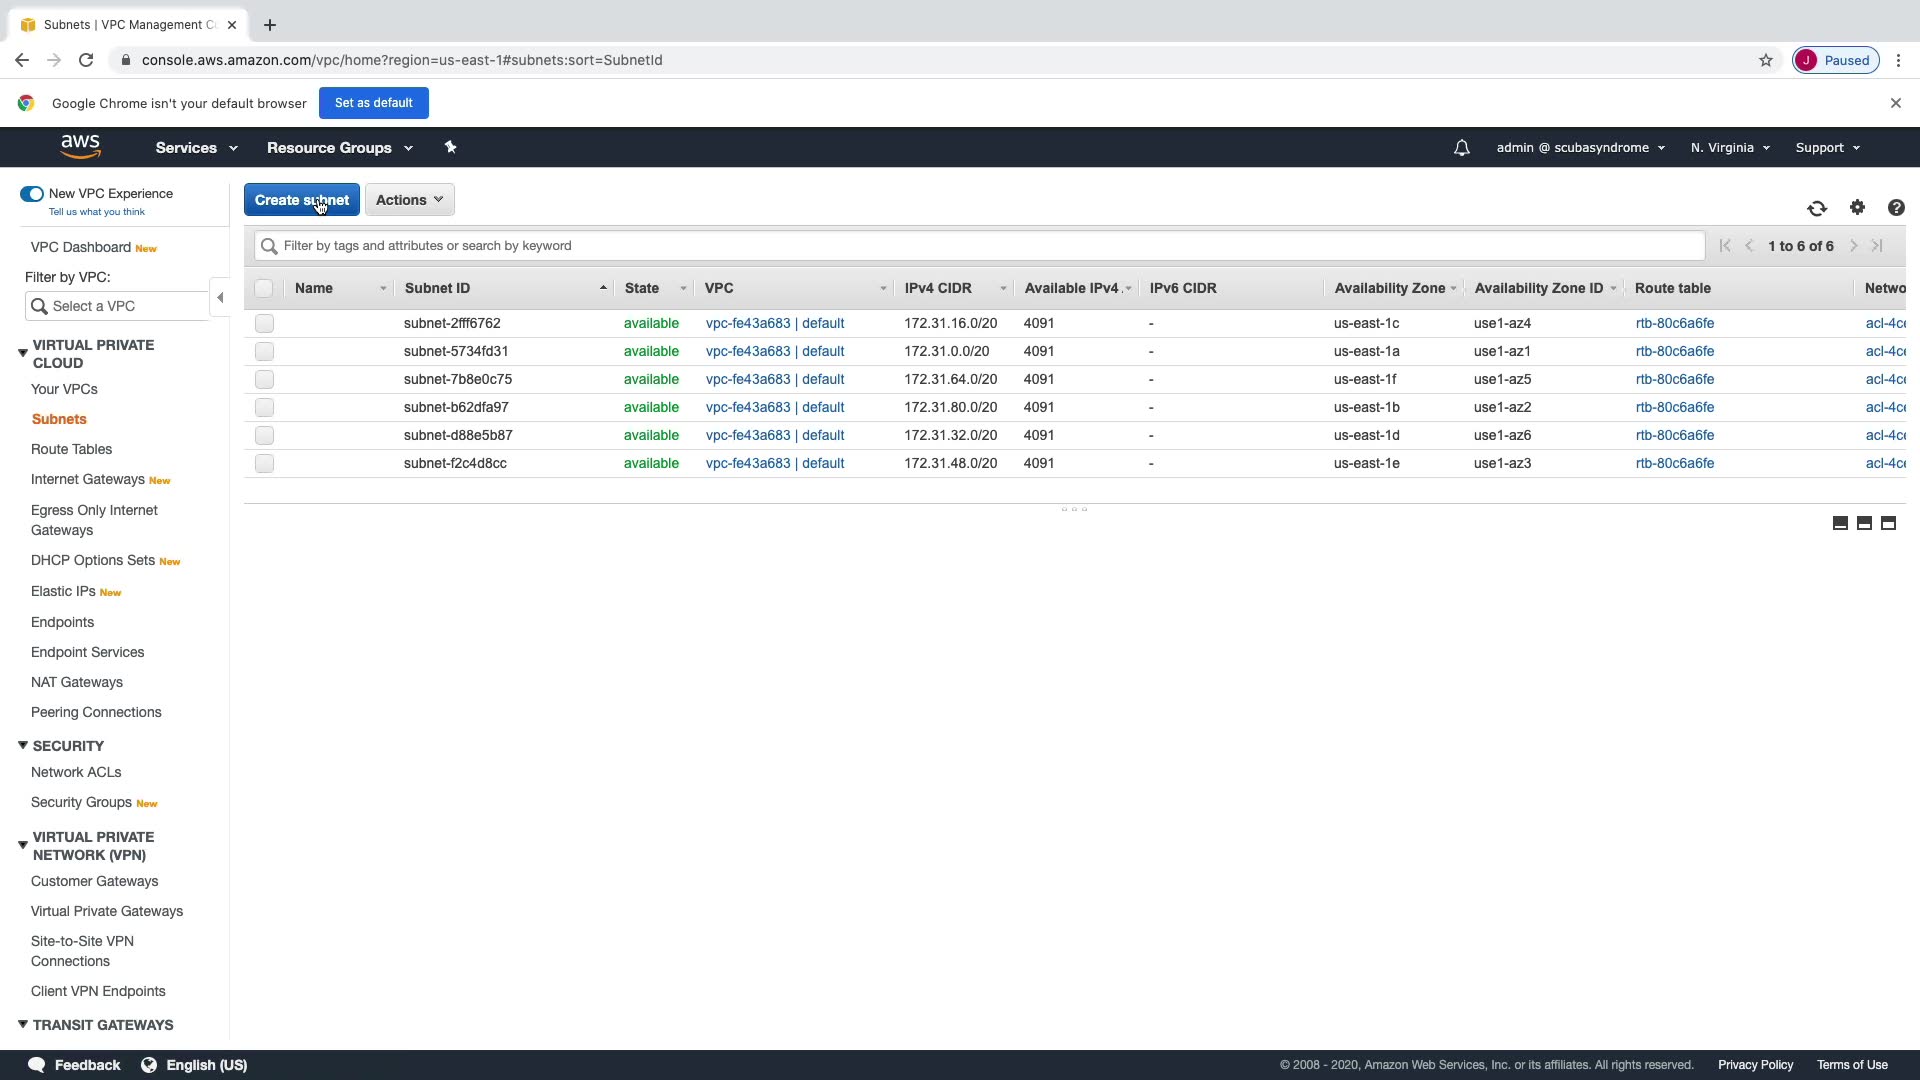 Subnets | VPC Management C
console.aws.amazon.com/vpc/home?region=us-east-1#subnets:sort=SubnetId
J Paused
Google Chrome isn't your default browser
Set as default
aws
Services
Resource Groups
admin @ scubasyndrome
N. Virginia
Support
New VPC Experience
Tell us what you think
VPC Dashboard New
Filter by VPC:
Select a VPC
VIRTUAL PRIVATE
CLOUD
Your VPCs
Subnets
Route Tables
Internet Gateways New
Egress Only Internet
Gateways
DHCP Options Sets New
Elastic IPs New
Endpoints
Endpoint Services
NAT Gateways
Peering Connections
SECURITY
Network ACLs
Security Groups New
VIRTUAL PRIVATE
NETWORK (VPN)
Customer Gateways
Virtual Private Gateways
Site-to-Site VPN
Connections
Client VPN Endpoints
TRANSIT GATEWAYS
Create subnet
Actions
Filter by tags and attributes or search by keyword
1 to 6 of 6
Name Subnet ID State VPC IPv4 CIDR Available IPv4 . IPv6 CIDR Availability Zone Availability Zone ID Route table Netwo
subnet-2fff6762 available vpc-fe43a683 | default 172.31.16.0/20 4091 - us-east-1c use1-az4 rtb-80c6a6fe acl-4ce
subnet-5734fd31 available vpc-fe43a683 | default 172.31.0.0/20 4091 - us-east-1a use1-az1 rtb-80c6a6fe acl-4ce
subnet-7b8e0c75 available vpc-fe43a683 | default 172.31.64.0/20 4091 - us-east-1f use1-az5 rtb-80c6a6fe acl-4ce
subnet-b62dfa97 available vpc-fe43a683 | default 172.31.80.0/20 4091 - us-east-1b use1-az2 rtb-80c6a6fe acl-4ce
subnet-d88e5b87 available vpc-fe43a683 | default 172.31.32.0/20 4091 - us-east-1d use1-az6 rtb-80c6a6fe acl-4ce
subnet-f2c4d8cc available vpc-fe43a683 | default 172.31.48.0/20 4091 - us-east-1e use1-az3 rtb-80c6a6fe acl-4ce
Feedback
English (US)
© 2008 - 2020, Amazon Web Services, Inc. or its affiliates. All rights reserved.
Privacy Policy
Terms of Use